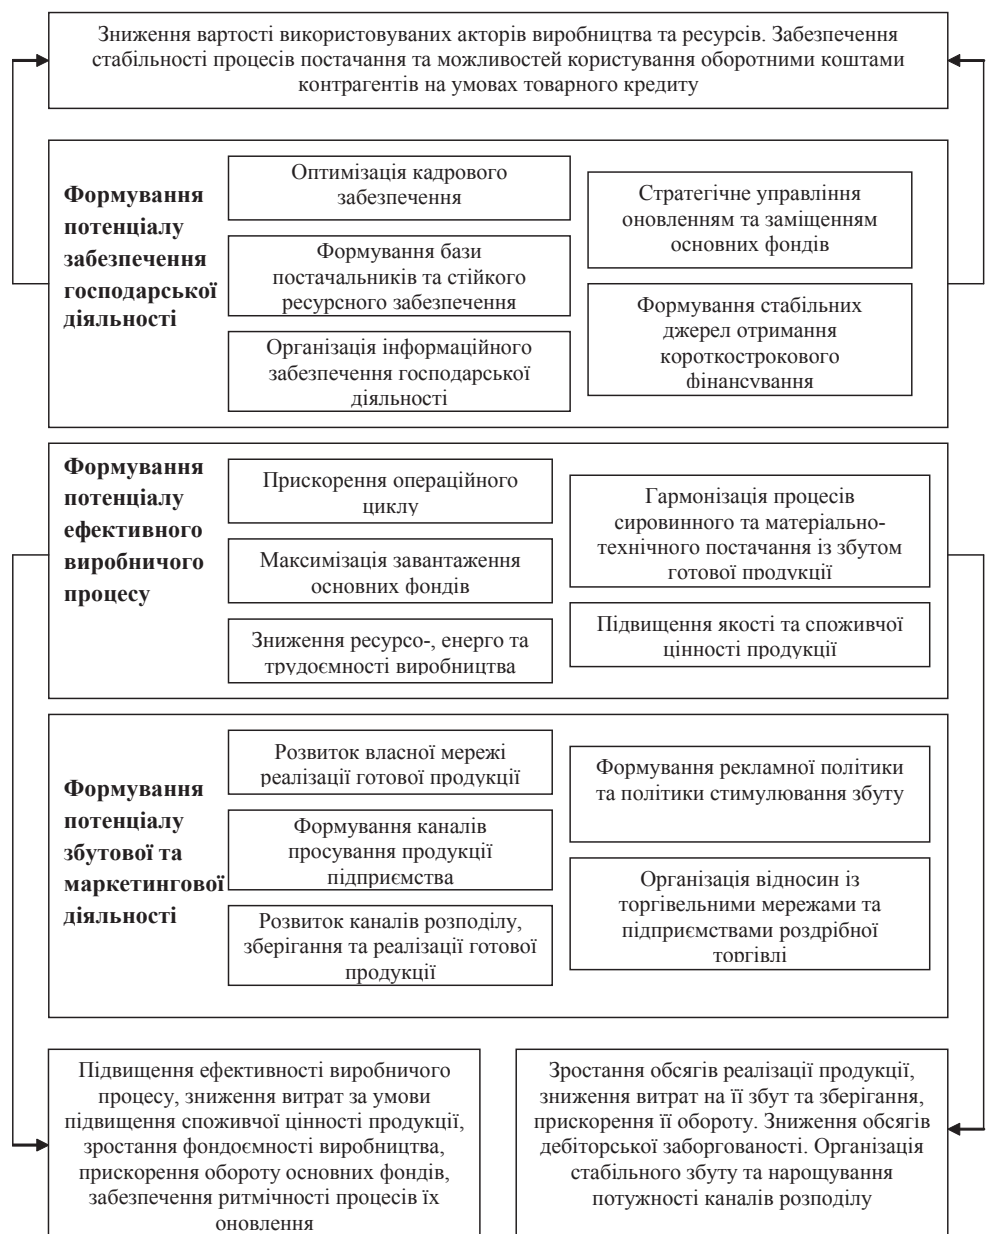 Зниження вартості використовуваних акторів виробництва та ресурсів. Забезпечення
стабільності процесів постачання та можливостей користування оборотними коштами
контрагентів на умовах товарного кредиту
Формування
потенціалу
забезпечення
господарської
діяльності
Оптимізація кадрового
забезпечення
Формування бази
постачальників та стійкого
ресурсного забезпечення
Організація інформаційного
забезпечення господарської
діяльності
Стратегічне управління
оновленням та заміщенням
основних фондів
Формування стабільних
джерел отримання
короткострокового
фінансування
Формування
потенціалу
ефективного
виробничого
процесу
Прискорення операційного
циклу
Максимізація завантаження
основних фондів
Зниження ресурсо-, енерго та
трудоємності виробництва
Гармонізація процесів
сировинного та матеріально-
технічного постачання із збутом
готової продукції
Підвищення якості та споживчої
цінності продукції
Формування
потенціалу
збутової та
маркетингової
діяльності
Розвиток власної мережі
реалізації готової продукції
Формування каналів
просування продукції
підприємства
Розвиток каналів розподілу,
зберігання та реалізації готової
продукції
Формування рекламної політики
та політики стимулювання збуту
Організація відносин із
торгівельними мережами та
підприємствами роздрібної
торгівлі
Підвищення ефективності виробничого
процесу, зниження витрат за умови
підвищення споживчої цінності продукції,
зростання фондоємності виробництва,
прискорення обороту основних фондів,
забезпечення ритмічності процесів їх
оновлення
Зростання обсягів реалізації продукції,
зниження витрат на її збут та зберігання,
прискорення її обороту. Зниження обсягів
дебіторської заборгованості. Організація
стабільного збуту та нарощування
потужності каналів розподілу